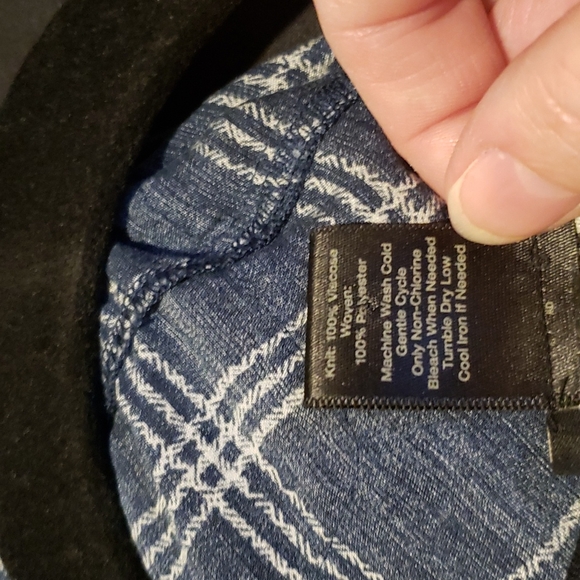 Knit: 100% Viscose
Woven:
100% Polyester
Machine Wash Cold
Gentle Cycle
Only Non-Chlorine
Bleach When Needed
Tumble Dry Low
Cool Iron If Needed